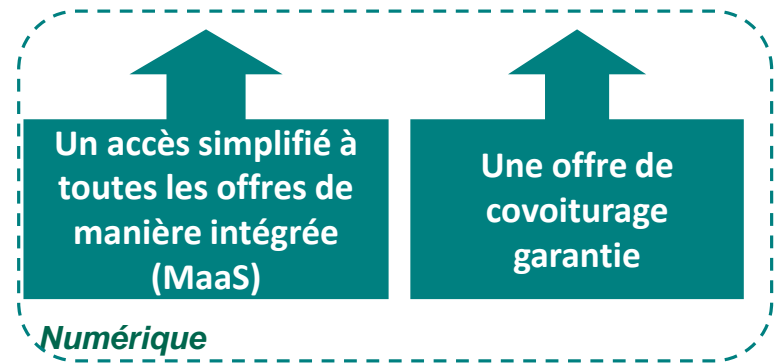 Un accès simplifié à
toutes les offres de
manière intégrée
(MaaS)
Une offre de
covoiturage
garantie
Numérique